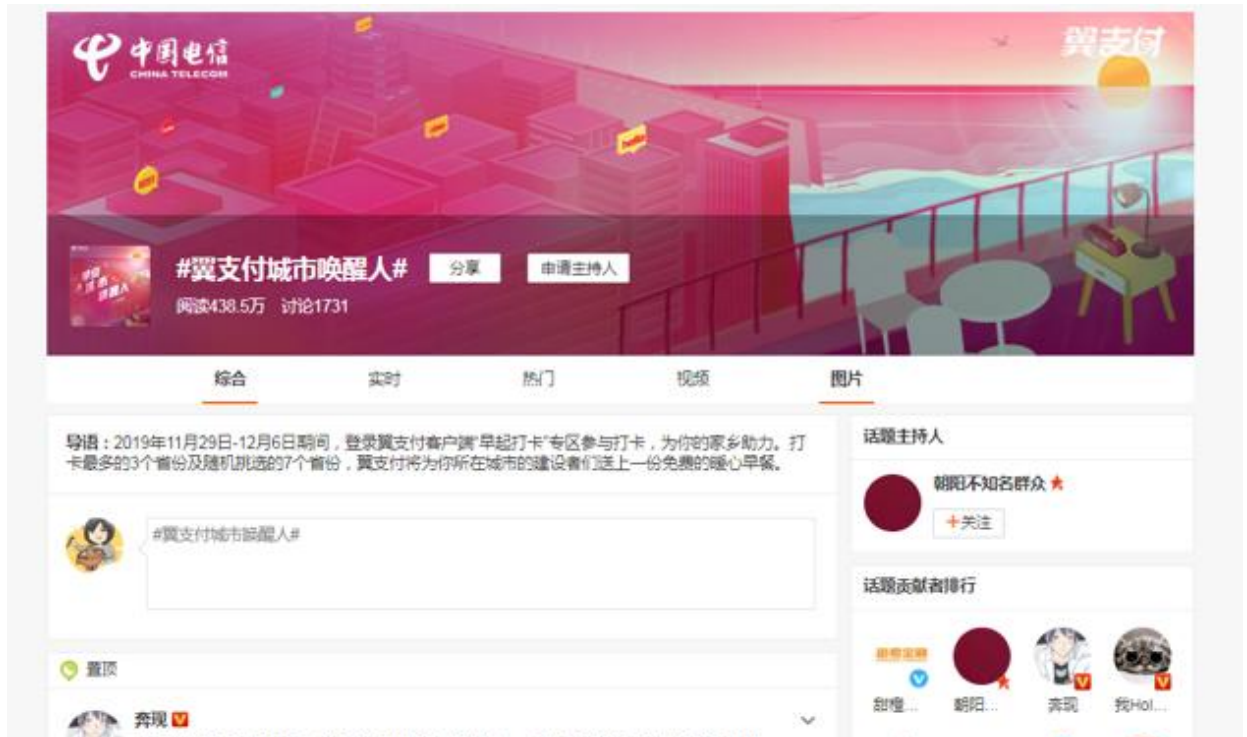 中国电信
CHINA TELECOM
翼支付
#翼支付城市唤醒人#
分享
申请主持人
阅读438.5万 讨论1731
综合
实时
热门
视频
图片
导语：2019年11月29日-12月6日期间，登录翼支付客户端“早起打卡”专区参与打
卡，为你的家乡助力。打卡最多的3个省份及随机挑选的7个省份，翼支付将为你所在城市的建设者们送上一份免费的暖心早餐。
#翼支付城市唤醒人#
置顶
奔现
话题主持人
朝阳不知名群众
+关注
话题贡献者排行
甜橙...
朝阳...
奔现
我Hol...